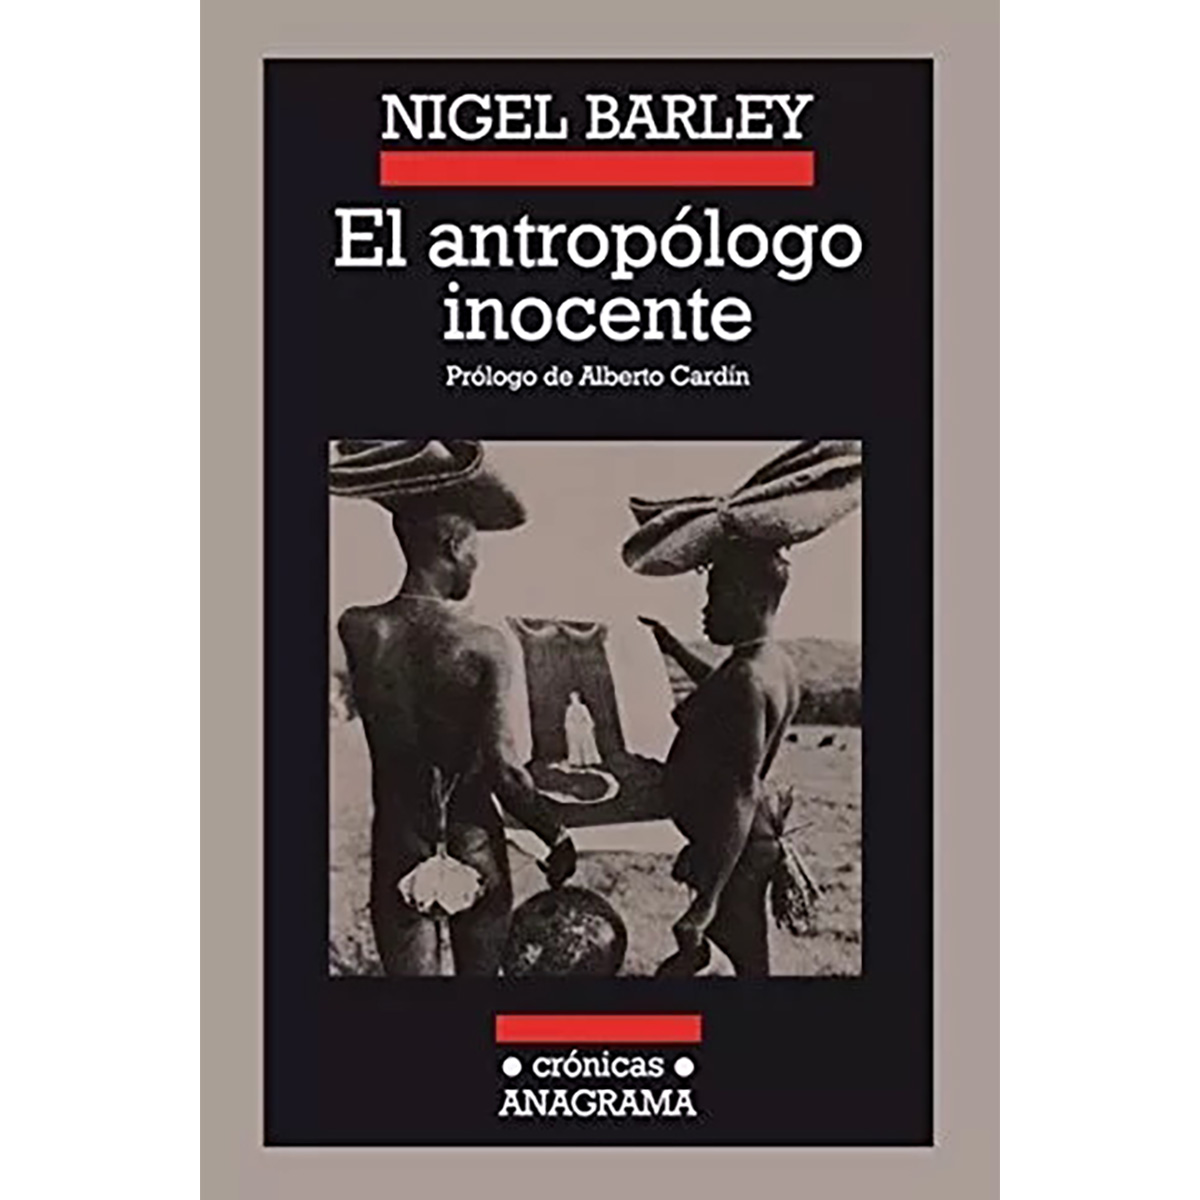 NIGEL BARLEY
El antropólogo
inocente
Prólogo de Alberto Cardín
• crónicas •
ANAGRAMA